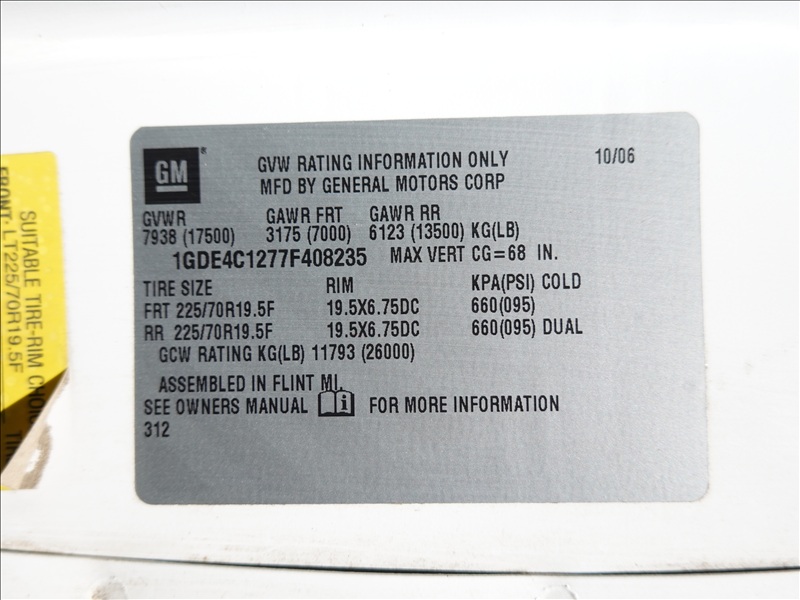 GM®
GVW RATING INFORMATION ONLY 10/06
MFD BY GENERAL MOTORS CORP
GVWR GAWR FRT GAWR RR
7938 (17500) 3175 (7000) 6123 (13500) KG(LB)
1GDE4C1277F408235 MAX VERT CG=68 IN.
TIRE SIZE RIM KPA(PSI) COLD
FRT 225/70R19.5F 19.5X6.75DC 660(095)
RR 225/70R19.5F 19.5X6.75DC 660(095) DUAL
GCW RATING KG(LB) 11793 (26000)
ASSEMBLED IN FLINT MI.
SEE OWNERS MANUAL i FOR MORE INFORMATION
312
SUITABLE TIRE-RIM
FRONT: LT225/70R19.5F